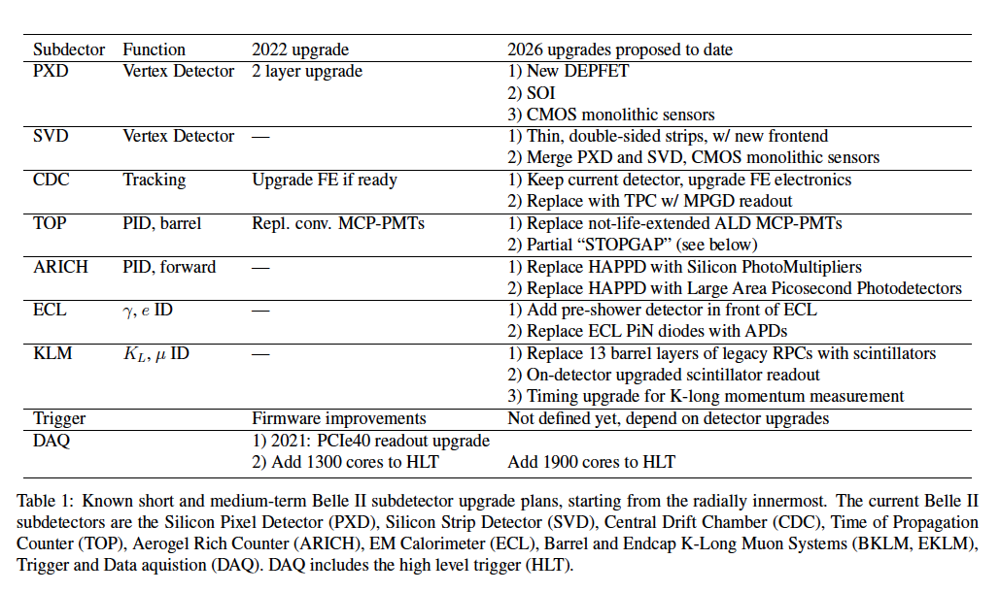 Subdector Function 2022 upgrade 2026 upgrades proposed to date
PXD Vertex Detector 2 layer upgrade 1) New DEPFET
2) SOI
3) CMOS monolithic sensors
SVD Vertex Detector — 1) Thin, double-sided strips, w/ new frontend
2) Merge PXD and SVD, CMOS monolithic sensors
CDC Tracking Upgrade FE if ready 1) Keep current detector, upgrade FE electronics
2) Replace with TPC w/ MPGD readout
TOP PID, barrel Repl. conv. MCP-PMTs 1) Replace not-life-extended ALD MCP-PMTs
2) Partial “STOPGAP” (see below)
ARICH PID, forward — 1) Replace HAPPD with Silicon PhotoMultipliers
2) Replace HAPPD with Large Area Picosecond Photodetectors
ECL γ, e ID — 1) Add pre-shower detector in front of ECL
2) Replace ECL PiN diodes with APDs
KLM K_L, μ ID — 1) Replace 13 barrel layers of legacy RPCs with scintillators
2) On-detector upgraded scintillator readout
3) Timing upgrade for K-long momentum measurement
Trigger Firmware improvements Not defined yet, depend on detector upgrades
DAQ 1) 2021: PCIe40 readout upgrade
2) Add 1300 cores to HLT Add 1900 cores to HLT
Table 1: Known short and medium-term Belle II subdetector upgrade plans, starting from the radially innermost. The current Belle II
subdetectors are the Silicon Pixel Detector (PXD), Silicon Strip Detector (SVD), Central Drift Chamber (CDC), Time of Propagation
Counter (TOP), Aerogel Rich Counter (ARICH), EM Calorimeter (ECL), Barrel and Endcap K-Long Muon Systems (BKLM, EKLM),
Trigger and Data aquistion (DAQ). DAQ includes the high level trigger (HLT).